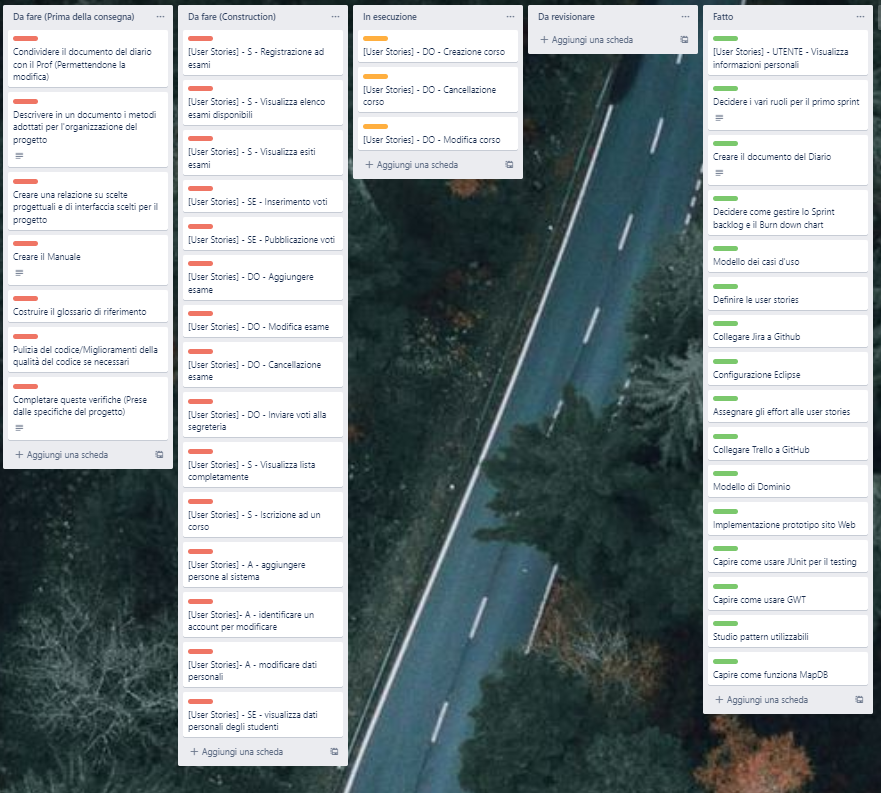 Da fare (Prima della consegna)
Condividere il documento del diario
con il Prof (Permettendone la
modifica)
Descrivere in un documento i metodi
adottati per l'organizzazione del
progetto
Creare una relazione su scelte
progettuali e di interfaccia scelti per il
progetto
Creare il Manuale
Costruire il glossario di riferimento
Pulizia del codice/Miglioramenti della
qualità del codice se necessari
Completare queste verifiche (Prese
dalle specifiche del progetto)
+ Aggiungi una scheda
Da fare (Construction)
[User Stories] - S - Registrazione ad
esami
[User Stories] - S - Visualizza elenco
esami disponibili
[User Stories] - S - Visualizza esiti
esami
[User Stories] - SE - Inserimento voti
[User Stories] - SE - Pubblicazione voti
[User Stories] - DO - Aggiungere
esame
[User Stories] - DO - Modifica esame
[User Stories] - DO - Cancellazione
esame
[User Stories] - DO - Inviare voti alla
segreteria
[User Stories] - S - Visualizza lista
completamente
[User Stories] - S - Iscrizione ad un
corso
[User Stories] - A - aggiungere
persone al sistema
[User Stories]- A - identificare un
account per modificare
[User Stories]- A - modificare dati
personali
[User Stories] - SE - visualizza dati
personali degli studenti
+ Aggiungi una scheda
In esecuzione
[User Stories] - DO - Creazione corso
[User Stories] - DO - Cancellazione
corso
[User Stories] - DO - Modifica corso
+ Aggiungi una scheda
Da revisionare
+ Aggiungi una scheda
Fatto
[User Stories] - UTENTE - Visualizza
informazioni personali
Decidere i vari ruoli per il primo sprint
Creare il documento del Diario
Decidere come gestire lo Sprint
backlog e il Burn down chart
Modello dei casi d'uso
Definire le user stories
Collegare Jira a Github
Configurazione Eclipse
Assegnare gli effort alle user stories
Collegare Trello a GitHub
Modello di Dominio
Implementazione prototipo sito Web
Capire come usare JUnit per il testing
Capire come usare GWT
Studio pattern utilizzabili
Capire come funziona MapDB
+ Aggiungi una scheda